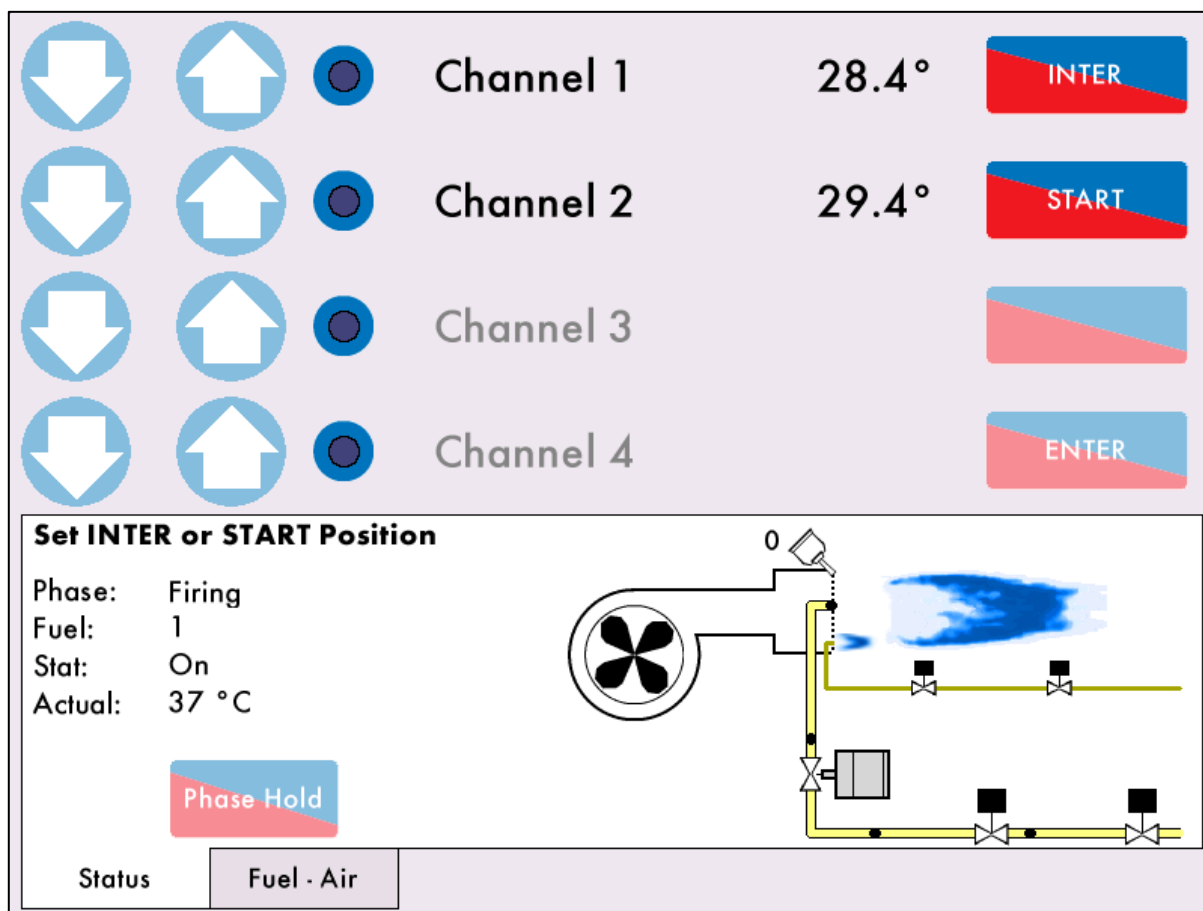 Channel 1 28.4° INTER
Channel 2 29.4° START
Channel 3
Channel 4 ENTER
Set INTER or START Position
0
Phase: Firing
Fuel: 1
Stat: On
Actual: 37 °C
Phase Hold
Status Fuel - Air